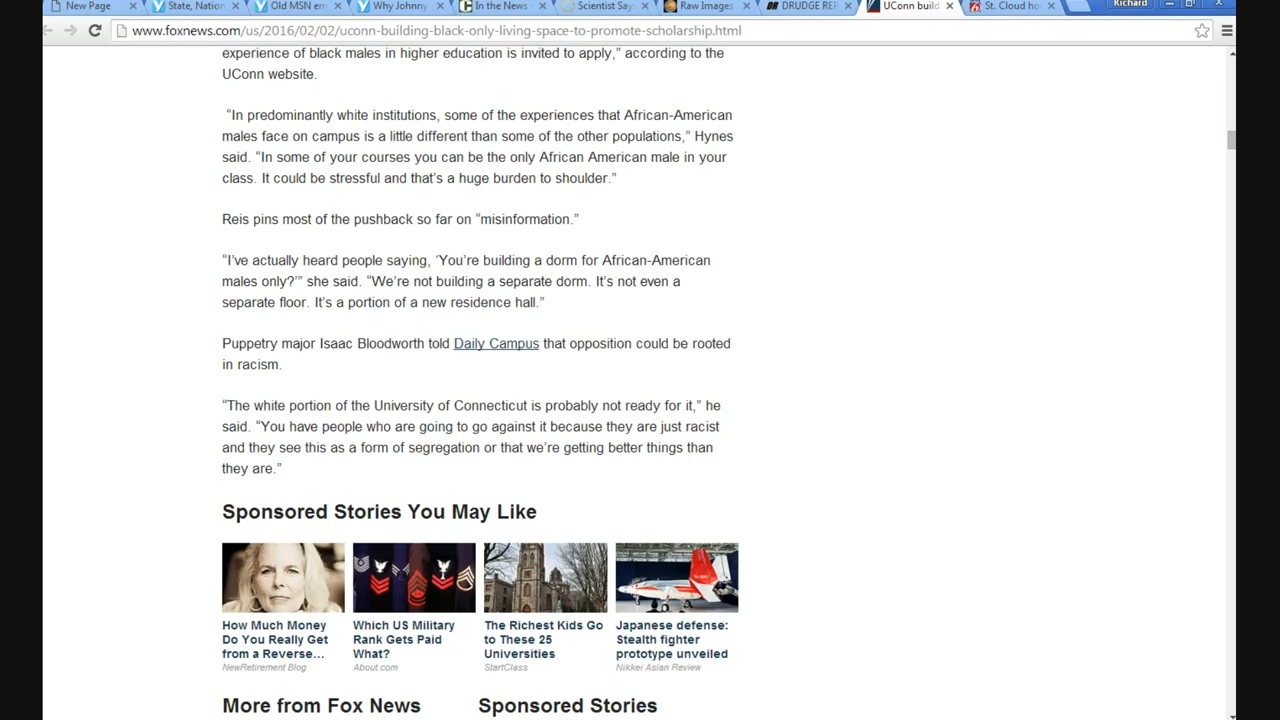 New Page
State, Nation
Old MSN em
Why Johnny
In the News
Scientist Say
Raw Images
DRUDGE REP
UConn build
St. Cloud ho
Richard
www.foxnews.com/us/2016/02/02/uconn-building-black-only-living-space-to-promote-scholarship.html
experience of black males in higher education is invited to apply,” according to the
UConn website.
“In predominantly white institutions, some of the experiences that African-American
males face on campus is a little different than some of the other populations,” Hynes
said. “In some of your courses you can be the only African American male in your
class. It could be stressful and that’s a huge burden to shoulder.”
Reis pins most of the pushback so far on “misinformation.”
“I’ve actually heard people saying, ‘You’re building a dorm for African-American
males only?’” she said. “We’re not building a separate dorm. It’s not even a
separate floor. It’s a portion of a new residence hall.”
Puppetry major Isaac Bloodworth told Daily Campus that opposition could be rooted
in racism.
“The white portion of the University of Connecticut is probably not ready for it,” he
said. “You have people who are going to go against it because they are just racist
and they see this as a form of segregation or that we’re getting better things than
they are.”
Sponsored Stories You May Like
How Much Money
Do You Really Get
from a Reverse...
NewRetirement Blog
Which US Military
Rank Gets Paid
What?
About.com
The Richest Kids Go
to These 25
Universities
StartClass
Japanese defense:
Stealth fighter
prototype unveiled
Nikkei Asian Review
More from Fox News
Sponsored Stories